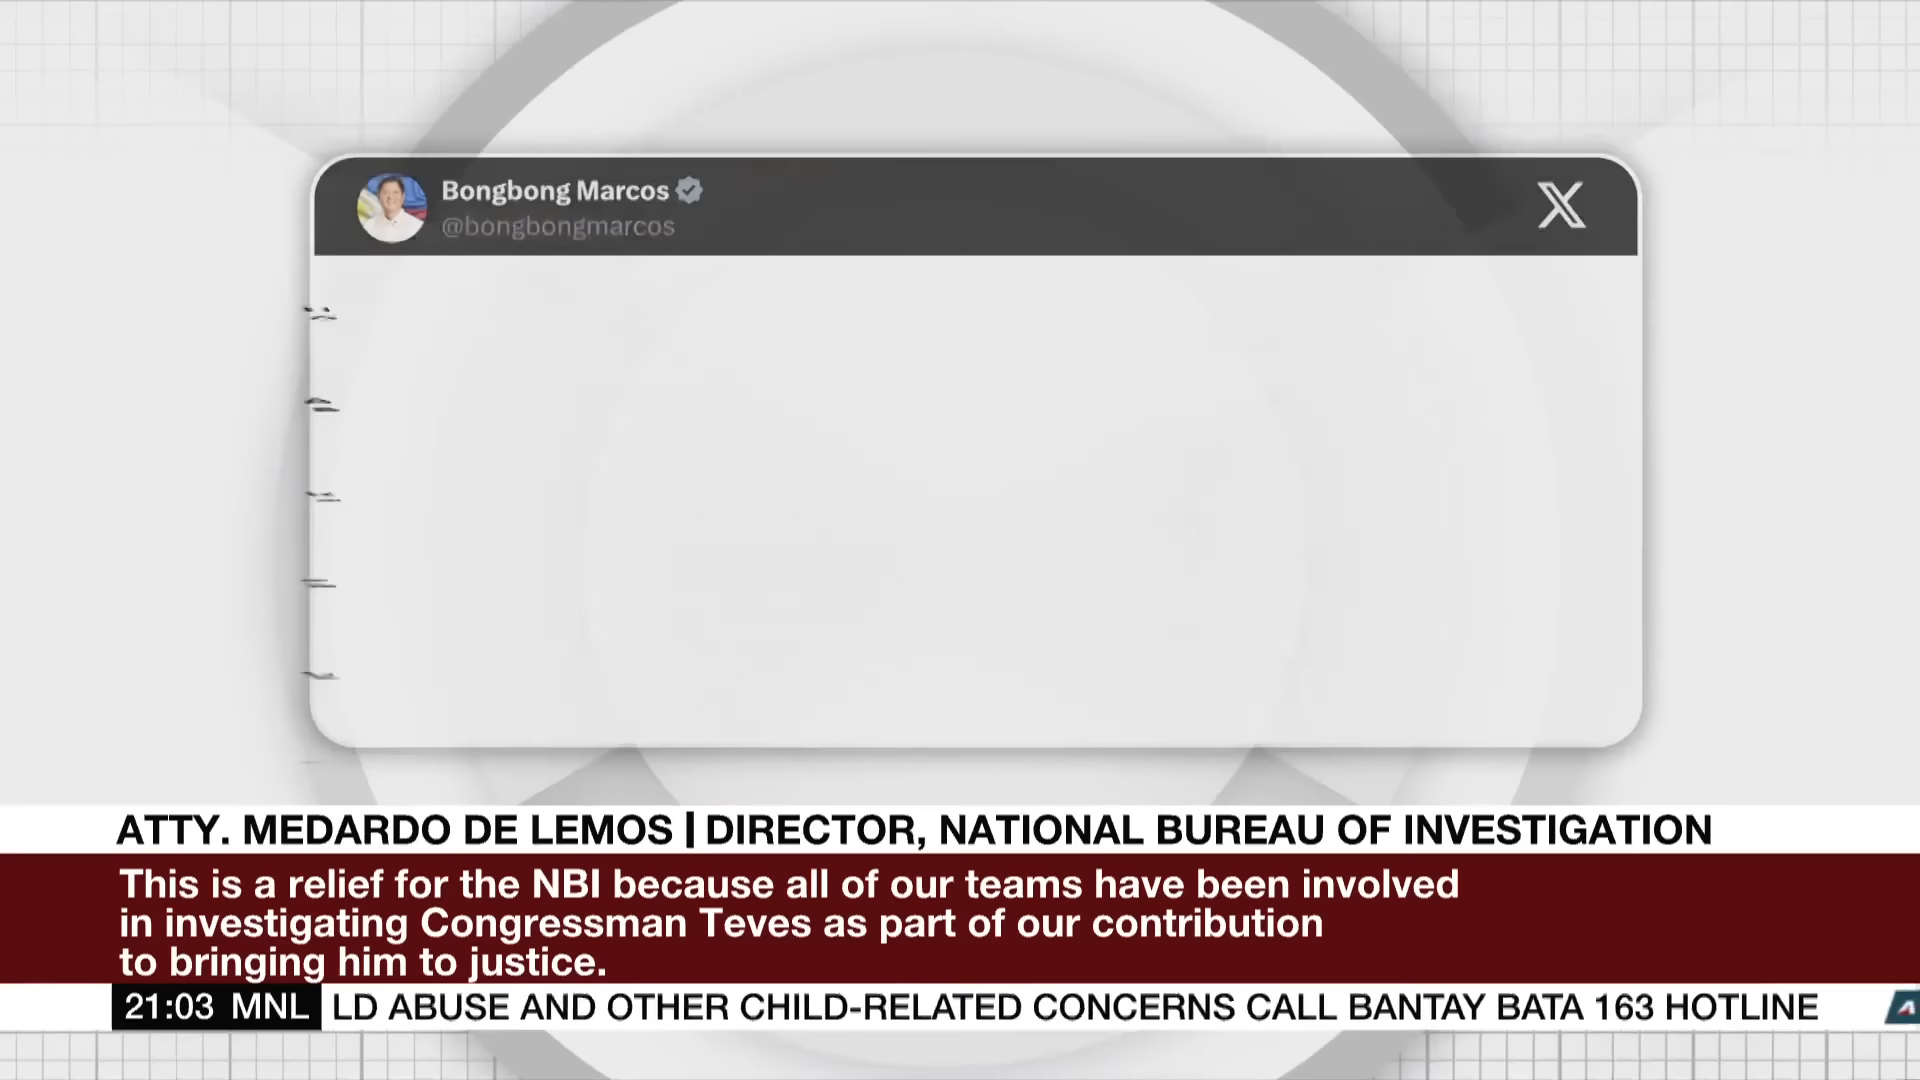 Bongbong Marcos
@bongbongmarcos
ATTY. MEDARDO DE LEMOS | DIRECTOR, NATIONAL BUREAU OF INVESTIGATION
This is a relief for the NBI because all of our teams have been involved
in investigating Congressman Teves as part of our contribution
to bringing him to justice.
21:03 MNL LD ABUSE AND OTHER CHILD-RELATED CONCERNS CALL BANTAY BATA 163 HOTLINE